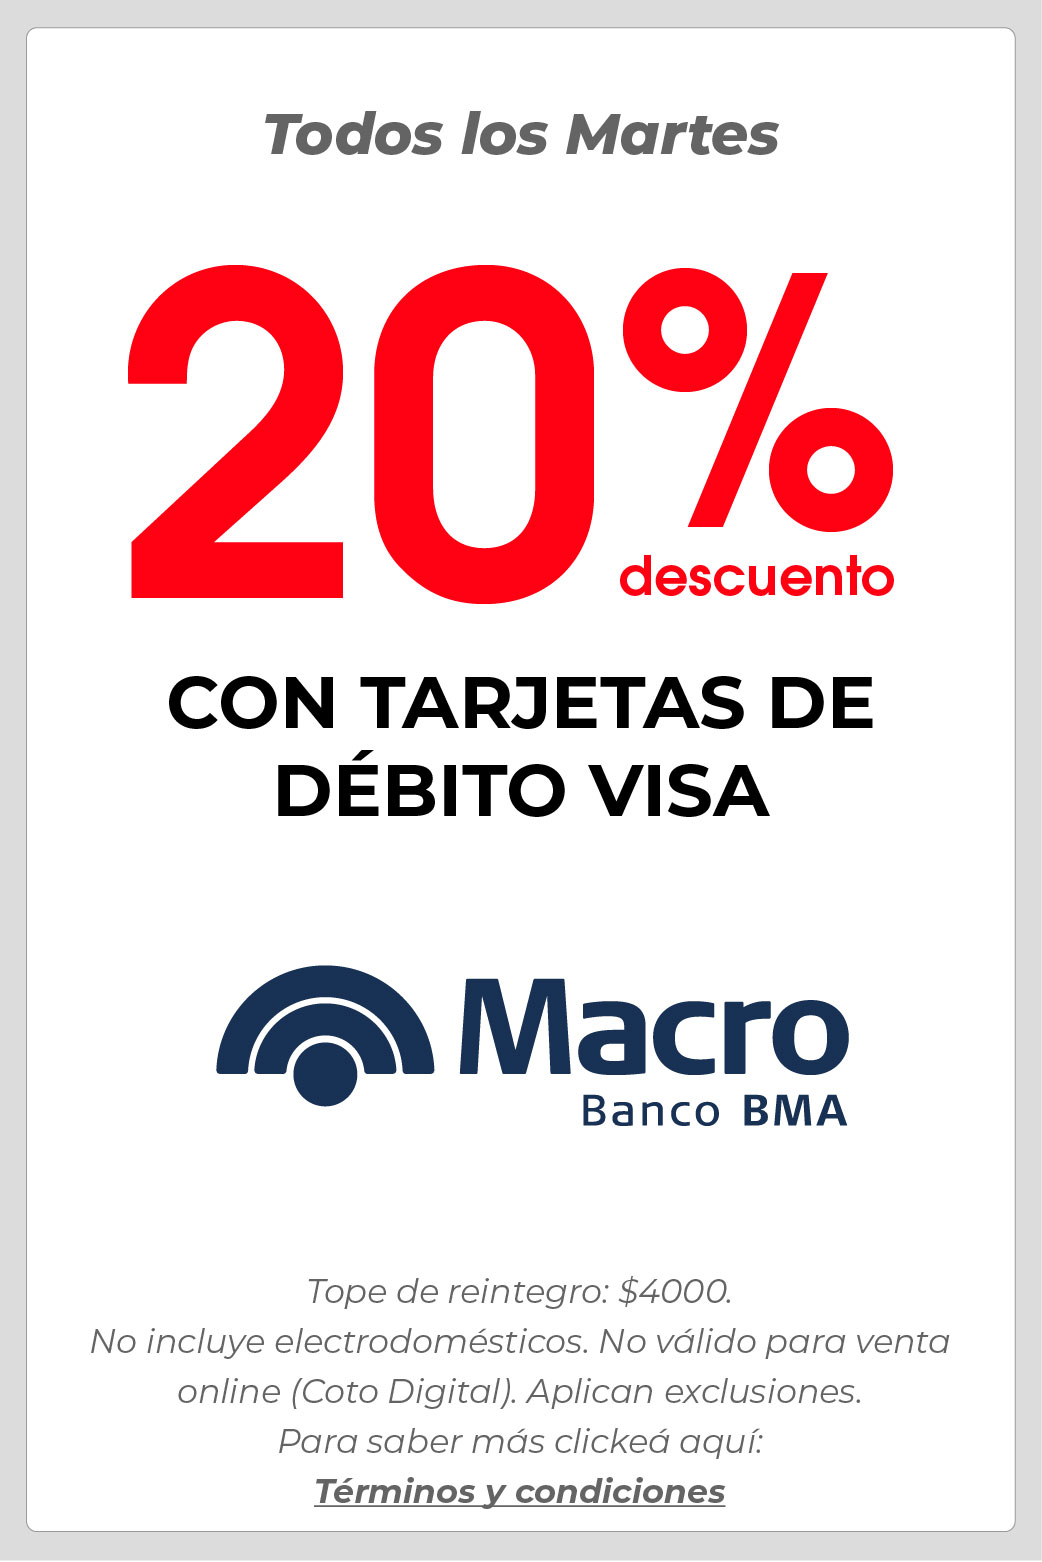 Todos los Martes
20%
descuento
CON TARJETAS DE
DÉBITO VISA
Macro
Banco BMA
Tope de reintegro: $4000.
No incluye electrodomésticos. No válido para venta
online (Coto Digital). Aplican exclusiones.
Para saber más clickeá aquí:
Términos y condiciones